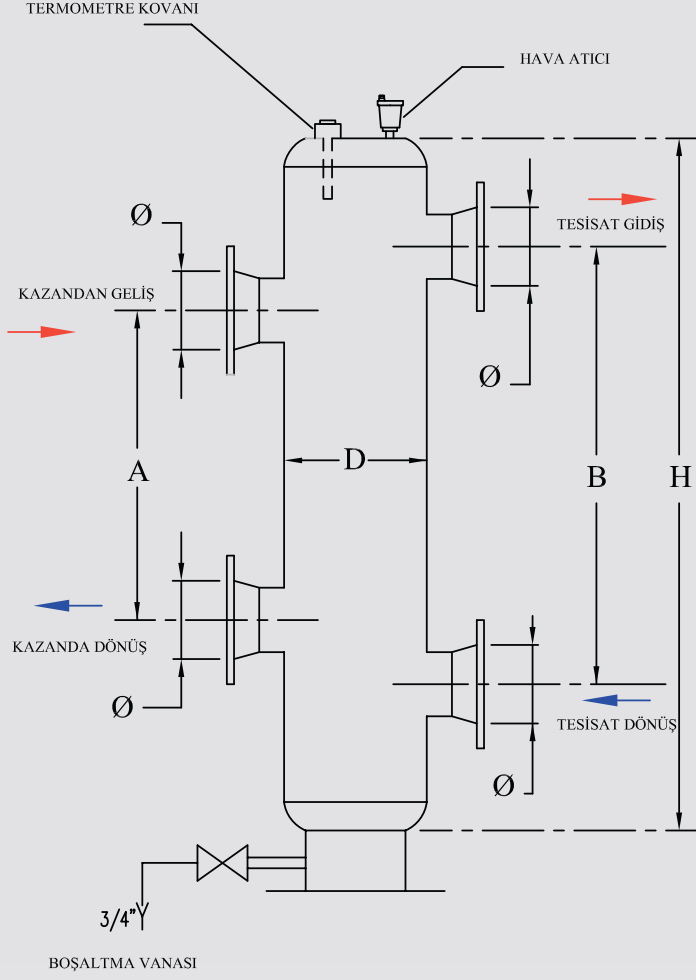 TERMOMETRE KOVANI
HAVA ATICI
Ø
TESİSAT GİDİŞ
KAZANDAN GELİŞ
Ø
D
A
B
H
KAZANDA DÖNÜŞ
Ø
TESİSAT DÖNÜŞ
Ø
3/4"
BOŞALTMA VANASI